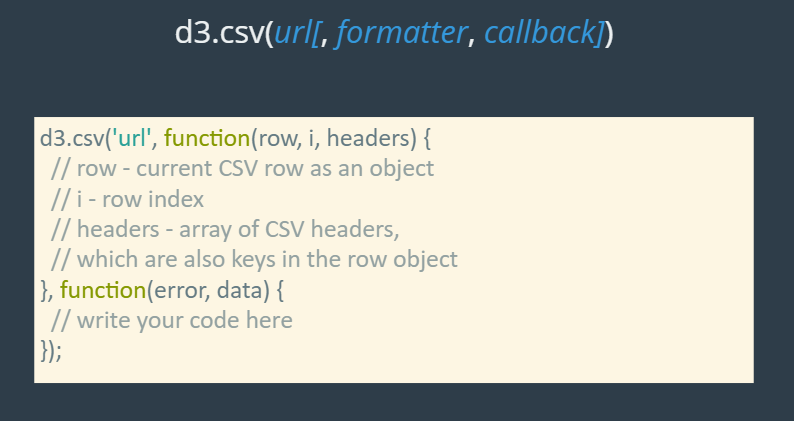 d3.csv(url[, formatter, callback])
d3.csv('url', function(row, i, headers) {
// row - current CSV row as an object
// i - row index
// headers - array of CSV headers,
// which are also keys in the row object
}, function(error, data) {
// write your code here
});